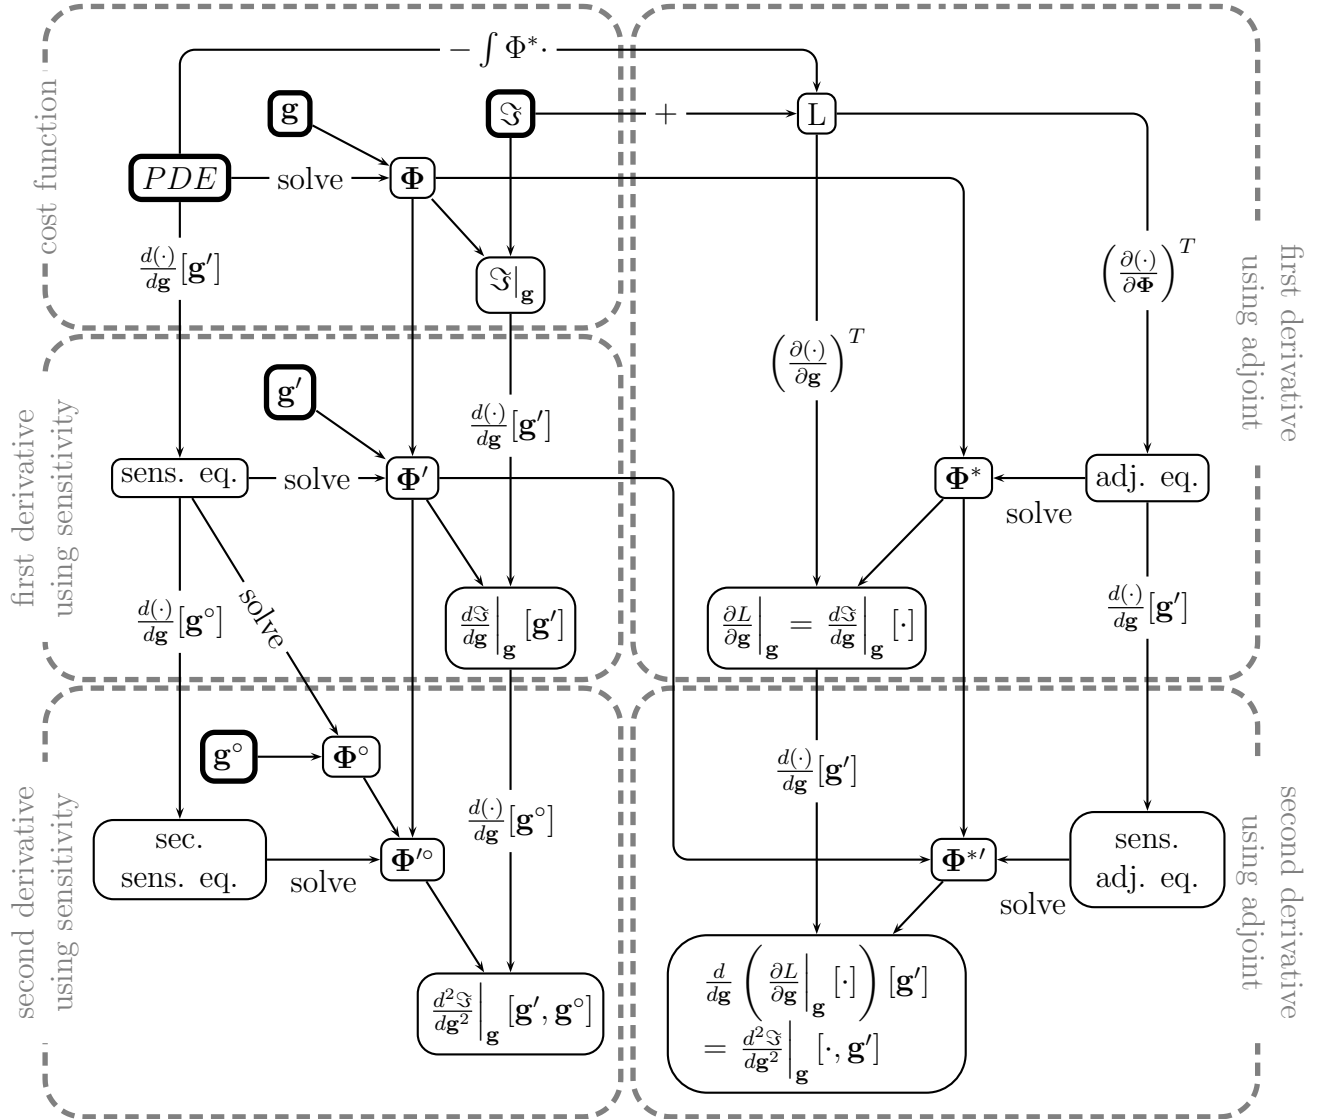 − ∫ Φ*·
g
ℑ
+
L
PDE
solve
Φ
cost function
d(·)/dg [g′]
ℑ|g
(∂(·)/∂Φ)^T
first derivative
using adjoint
(∂(·)/∂g)^T
g′
d(·)/dg [g′]
first derivative
using sensitivity
sens. eq.
solve
Φ′
Φ*
solve
adj. eq.
d(·)/dg [g°]
solve
dℑ/dg|g [g′]
∂L/∂g|g = dℑ/dg|g [·]
d(·)/dg [g′]
g°
Φ°
d(·)/dg [g′]
d(·)/dg [g°]
second derivative
using sensitivity
sec.
sens. eq.
solve
Φ′°
Φ*′
solve
sens.
adj. eq.
second derivative
using adjoint
d²ℑ/dg²|g [g′, g°]
d/dg (∂L/∂g|g [·]) [g′]
= d²ℑ/dg²|g [·, g′]